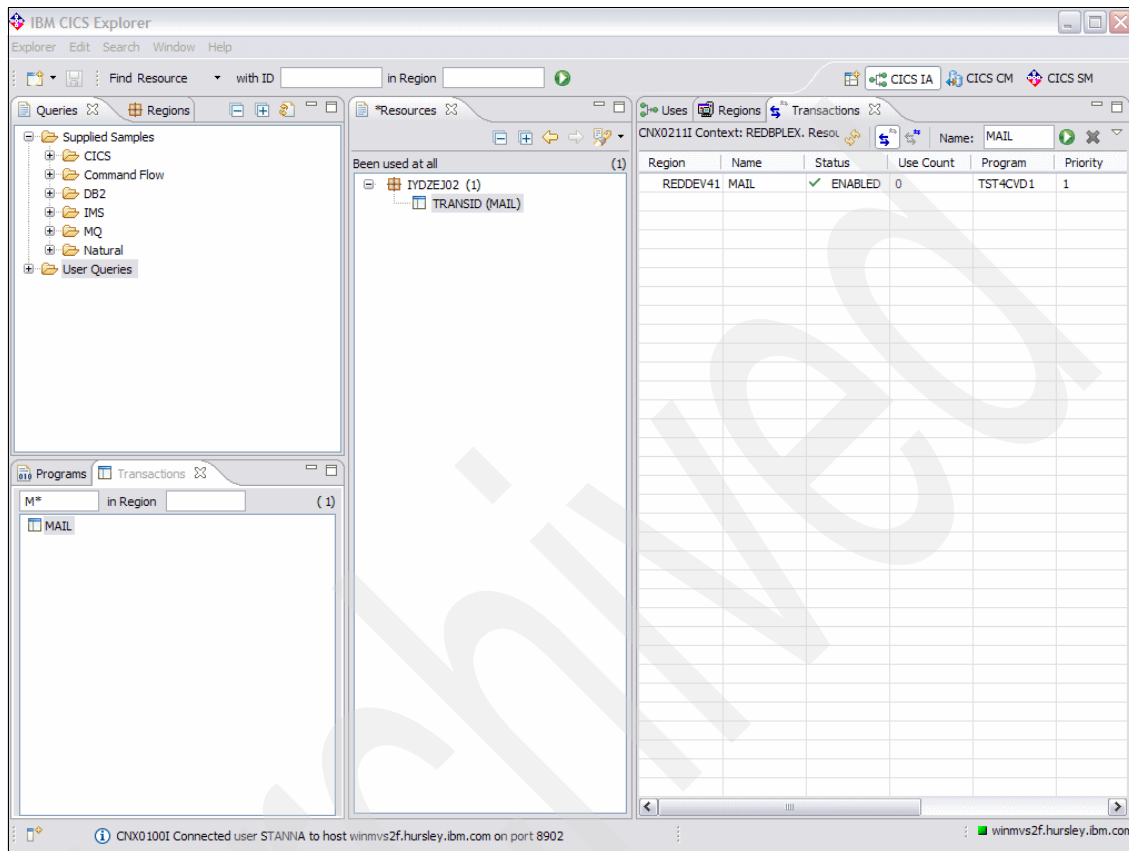 IBM CICS Explorer
Explorer Edit Search Window Help
Find Resource with ID in Region
CICS IA CICS CM CICS SM
Queries Regions
Supplied Samples
CICS
Command Flow
DB2
IMS
MQ
Natural
User Queries
Programs Transactions
M* in Region ( 1)
MAIL
*Resources
Been used at all (1)
IYDZEJ02 (1)
TRANSID (MAIL)
Uses Regions Transactions
CNX0211I Context: REDBPLEX. Resou Name: MAIL
Region Name Status Use Count Program Priority
REDDEV41 MAIL ENABLED 0 TST4CVD1 1
CNX0100I Connected user STANNA to host winmvs2f.hursley.ibm.com on port 8902
winmvs2f.hursley.ibm.com